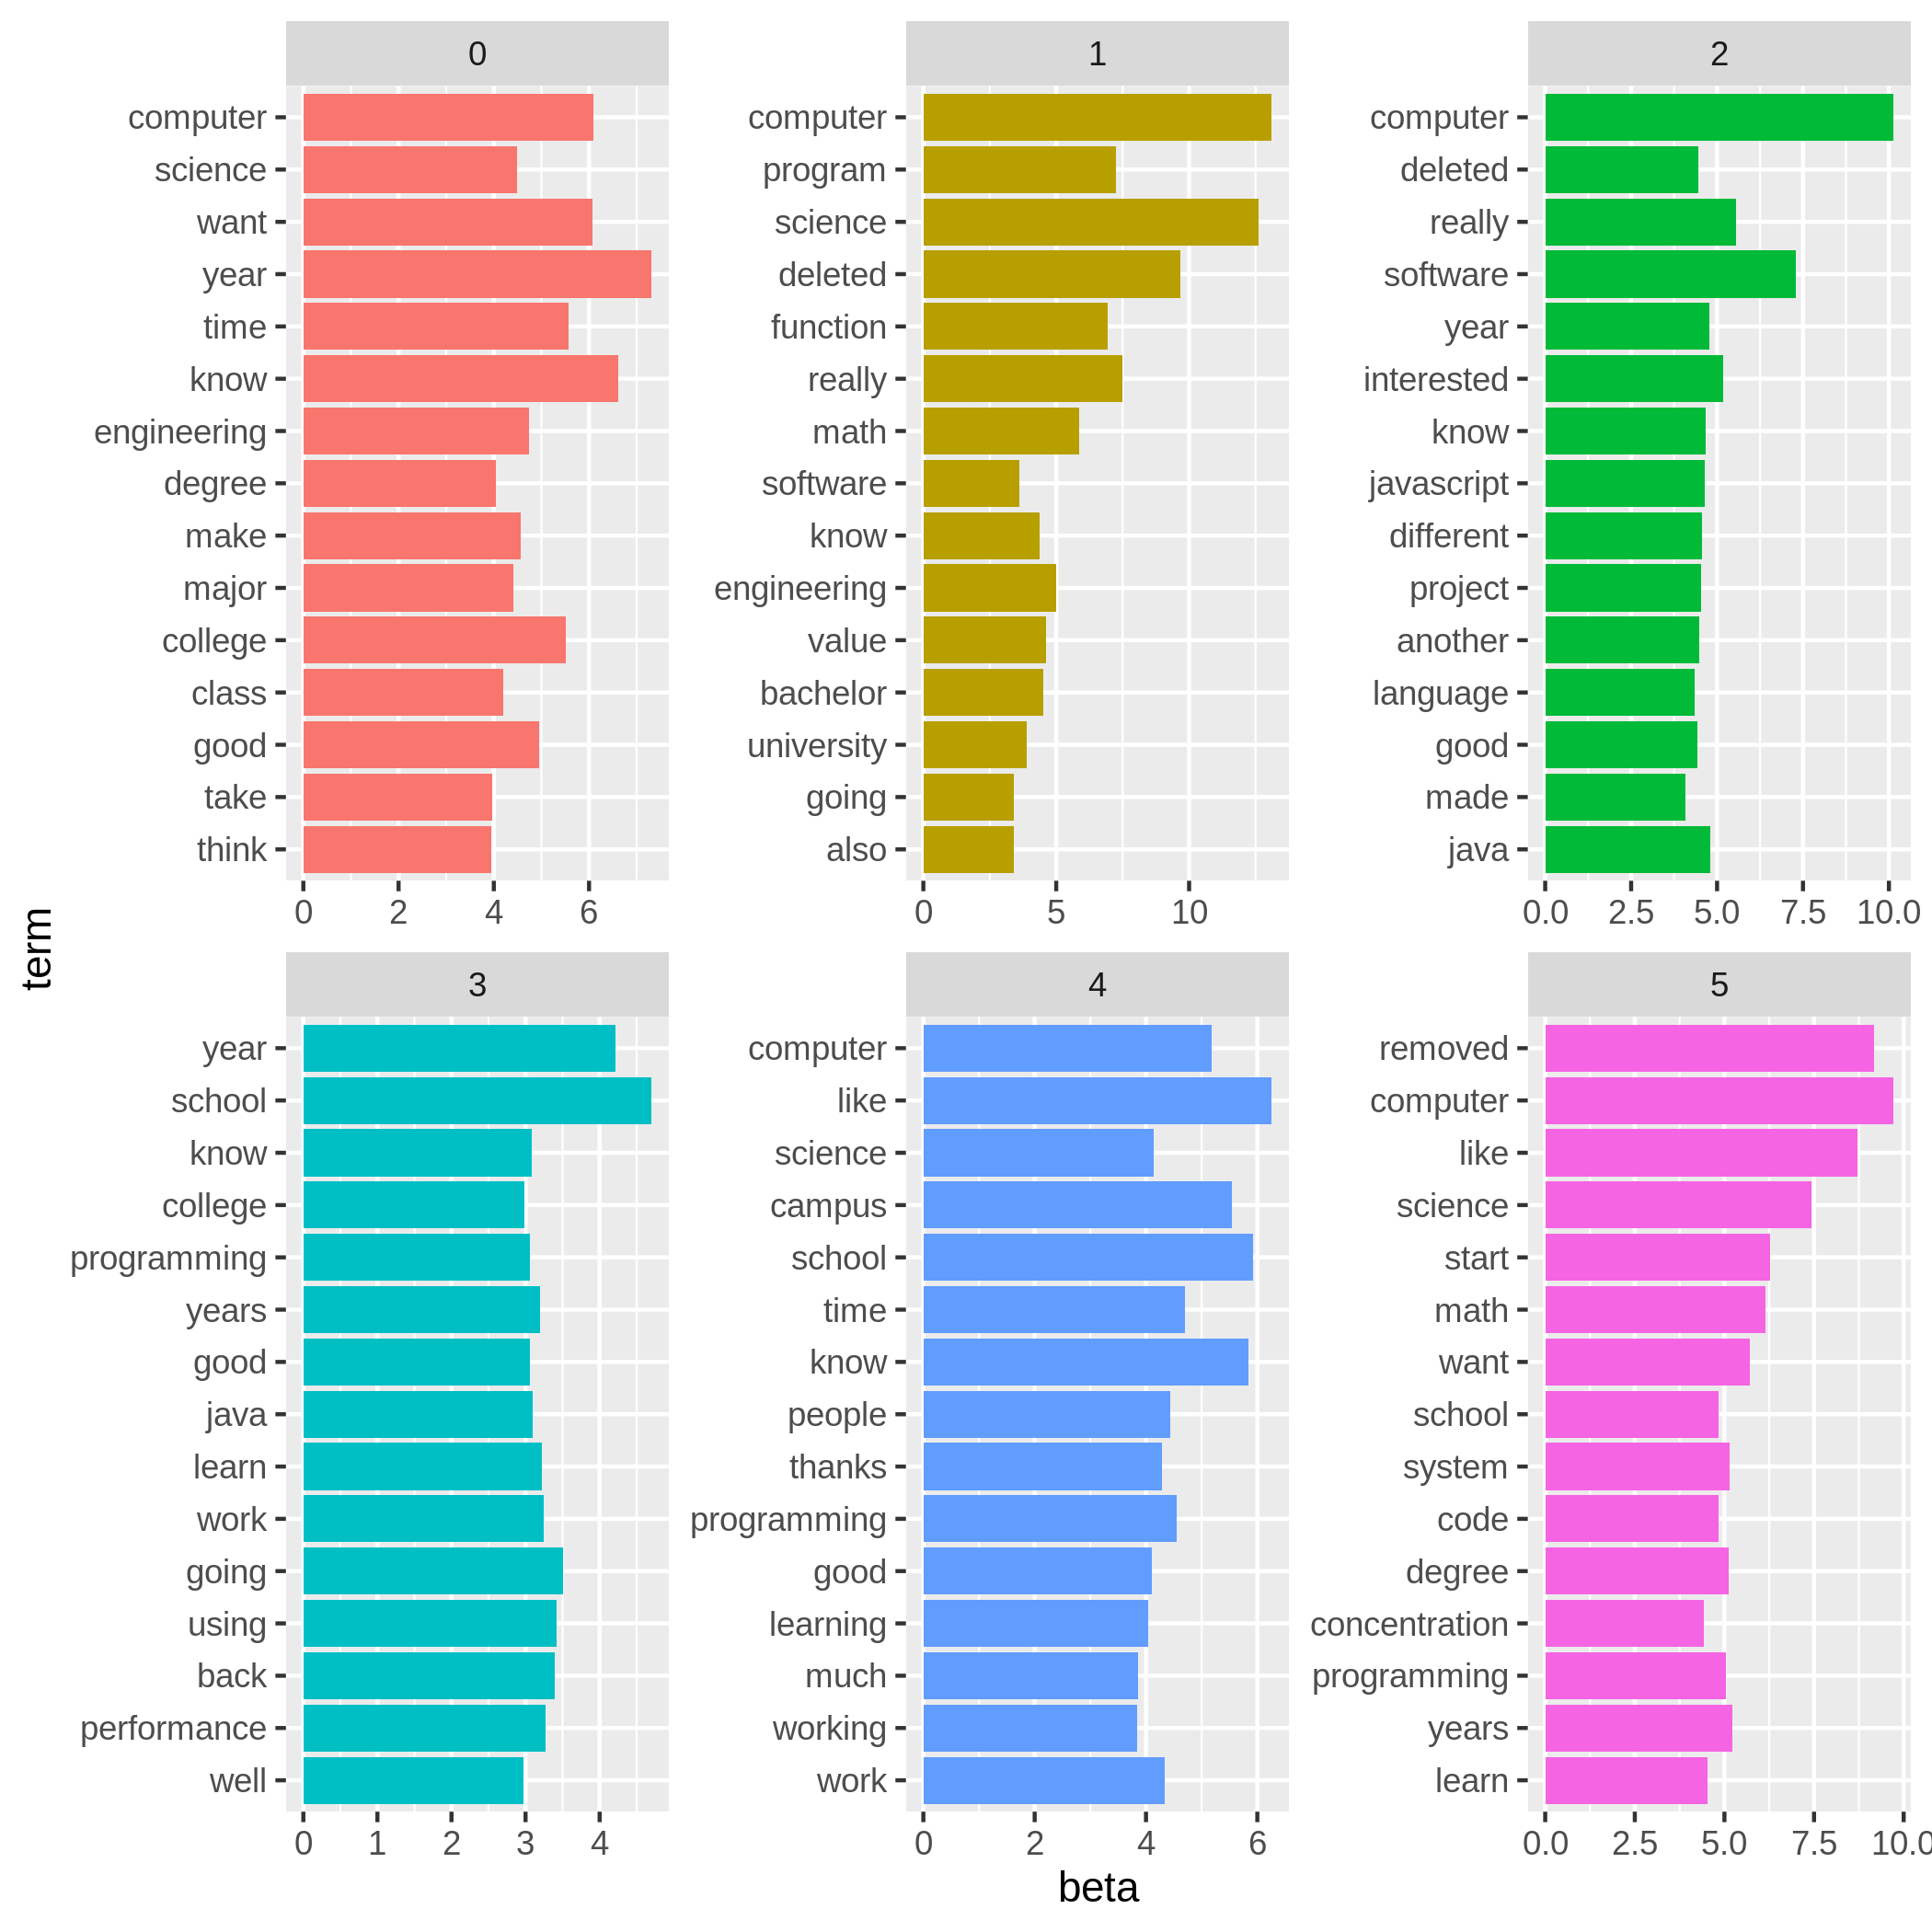 0
computer
science
want
year
time
know
engineering
degree
make
major
college
class
good
take
think
0 2 4 6
1
computer
program
science
deleted
function
really
math
software
know
engineering
value
bachelor
university
going
also
0 5 10
2
computer
deleted
really
software
year
interested
know
javascript
different
project
another
language
good
made
java
0.0 2.5 5.0 7.5 10.0
term
3
year
school
know
college
programming
years
good
java
learn
work
going
using
back
performance
well
0 1 2 3 4
4
computer
like
science
campus
school
time
know
people
thanks
programming
good
learning
much
working
work
0 2 4 6
5
removed
computer
like
science
start
math
want
school
system
code
degree
concentration
programming
years
learn
0.0 2.5 5.0 7.5 10.0
beta